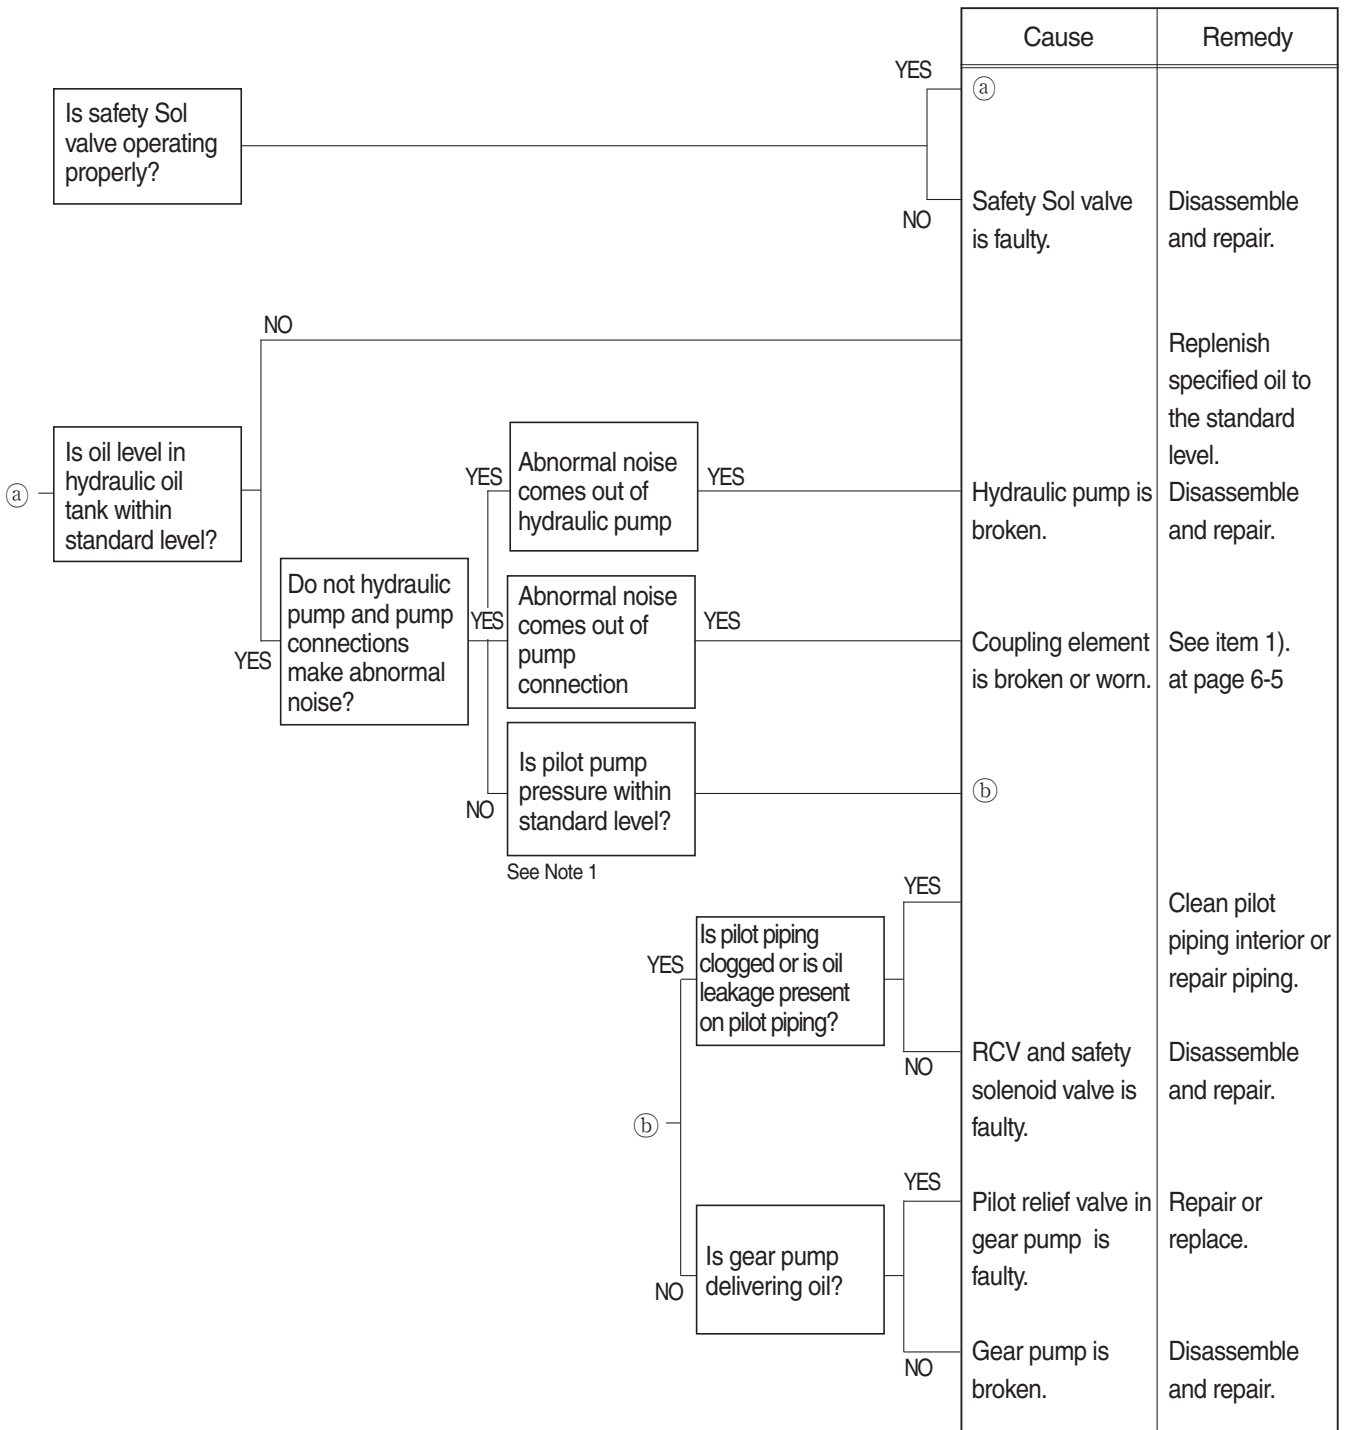 Cause
Remedy
YES
ⓐ
Is safety Sol
valve operating
properly?
NO
Safety Sol valve
is faulty.
Disassemble
and repair.
NO
Replenish
specified oil to
the standard
level.
ⓐ
Is oil level in
hydraulic oil
tank within
standard level?
YES
Do not hydraulic
pump and pump
connections
make abnormal
noise?
YES
Abnormal noise
comes out of
hydraulic pump
YES
Hydraulic pump is
broken.
Disassemble
and repair.
YES
Abnormal noise
comes out of
pump
connection
YES
Coupling element
is broken or worn.
See item 1).
at page 6-5
NO
Is pilot pump
pressure within
standard level?
See Note 1
ⓑ
ⓑ
YES
Is pilot piping
clogged or is oil
leakage present
on pilot piping?
YES
Clean pilot
piping interior or
repair piping.
NO
RCV and safety
solenoid valve is
faulty.
Disassemble
and repair.
NO
Is gear pump
delivering oil?
YES
Pilot relief valve in
gear pump is
faulty.
Repair or
replace.
NO
Gear pump is
broken.
Disassemble
and repair.